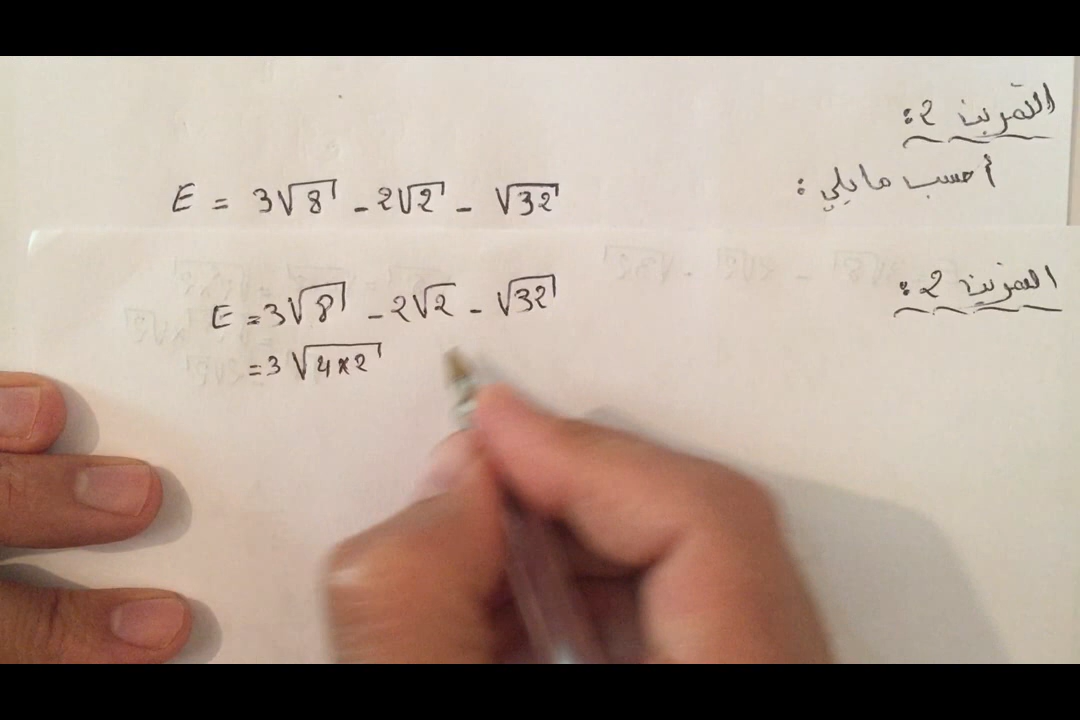 التمرين 2:
أحسب ما يلي:
E = 3√8 - 2√2 - √32
التمرين 2:
E = 3√8 - 2√2 - √32
= 3√4×2